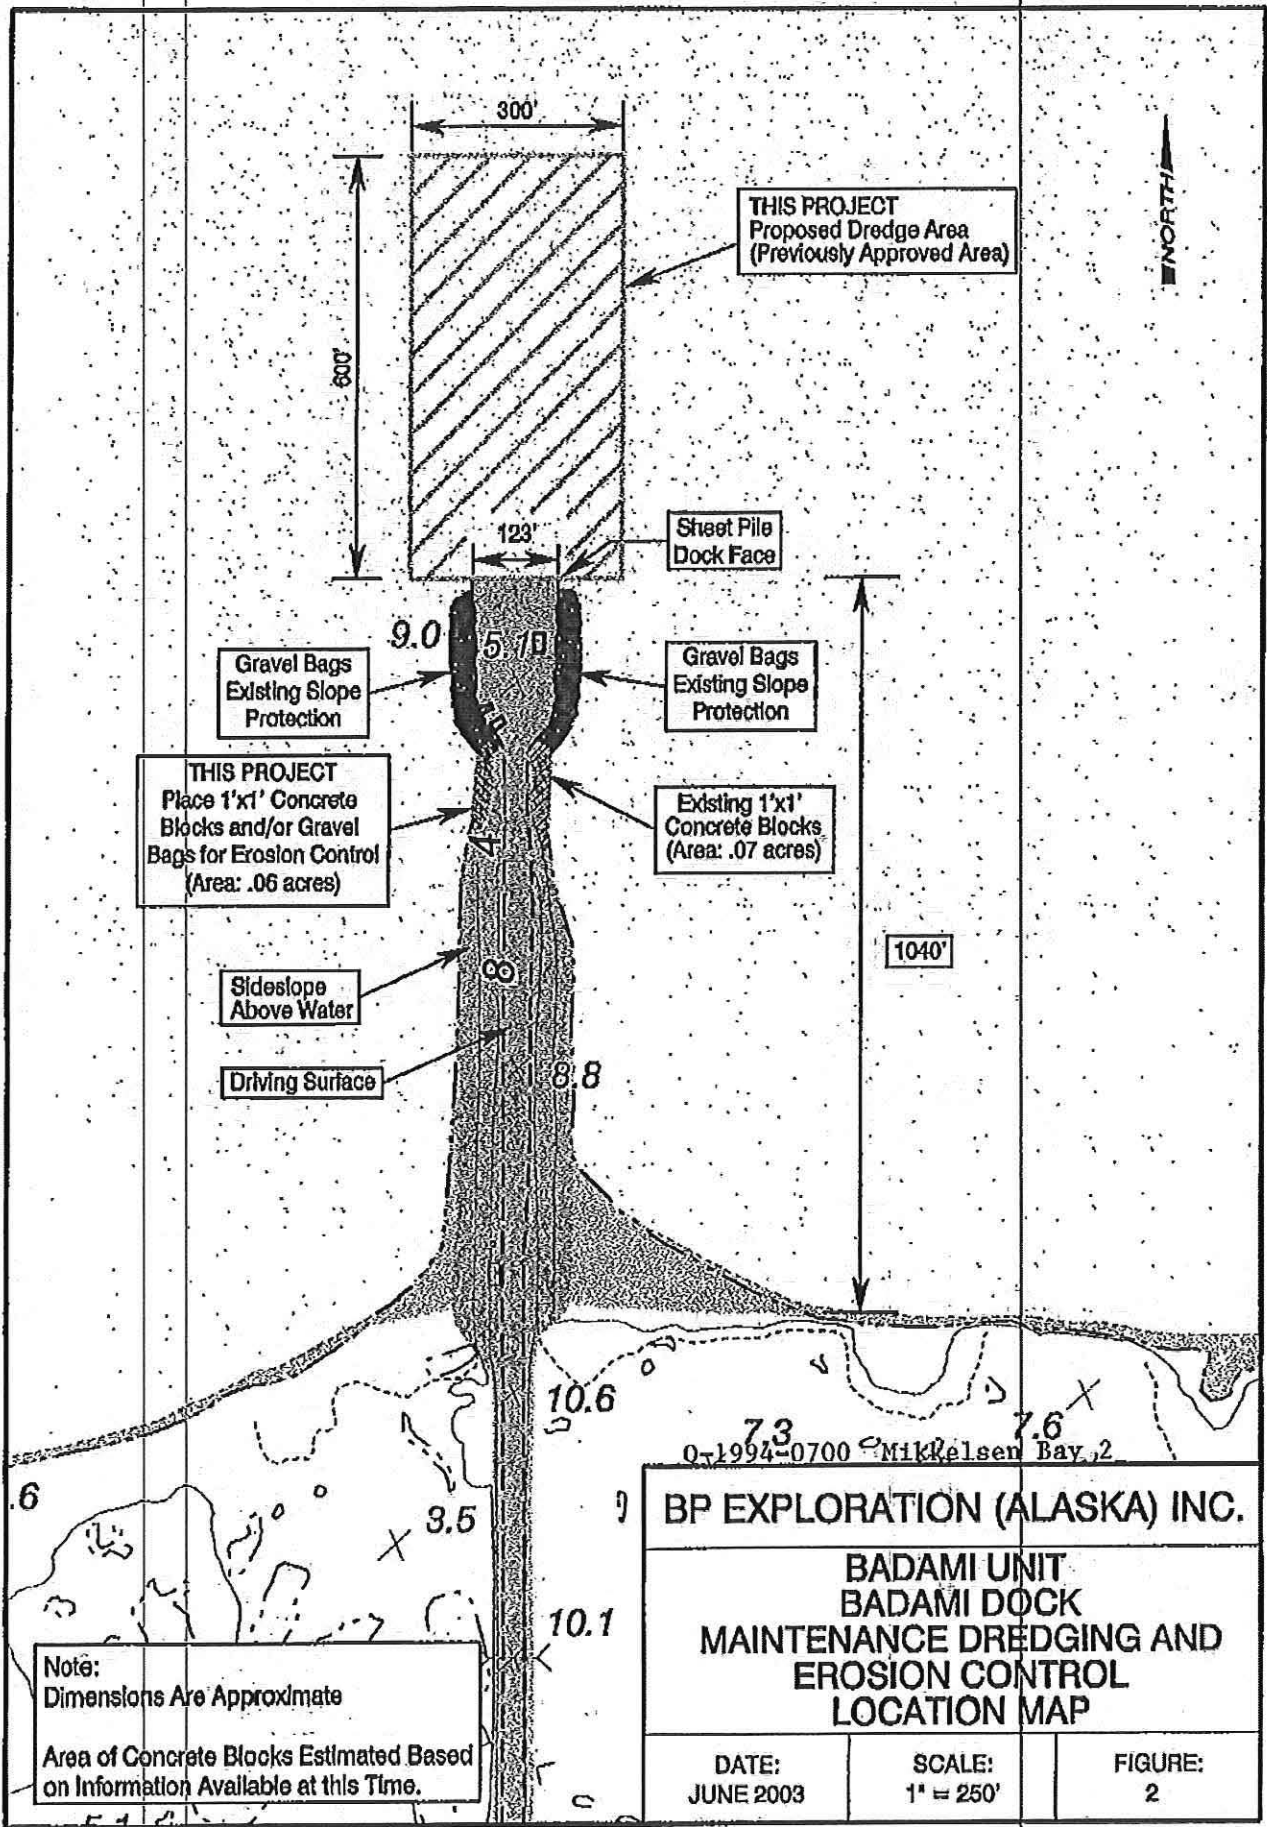 300'
NORTH
THIS PROJECT
Proposed Dredge Area
(Previously Approved Area)
600'
123'
Sheet Pile
Dock Face
9.0
5.1
Gravel Bags
Existing Slope
Protection
Gravel Bags
Existing Slope
Protection
THIS PROJECT
Place 1'x1' Concrete
Blocks and/or Gravel
Bags for Erosion Control
(Area: .06 acres)
Existing 1'x1'
Concrete Blocks
(Area: .07 acres)
4
1040'
8
Sideslope
Above Water
Driving Surface
8.8
10.6
7.3
7.6
O-1994-0700 Mikkelsen Bay 2
.6
3.5
10.1
BP EXPLORATION (ALASKA) INC.
BADAMI UNIT
BADAMI DOCK
MAINTENANCE DREDGING AND
EROSION CONTROL
LOCATION MAP
Note:
Dimensions Are Approximate
Area of Concrete Blocks Estimated Based
on Information Available at this Time.
DATE:
JUNE 2003
SCALE:
1" = 250'
FIGURE:
2